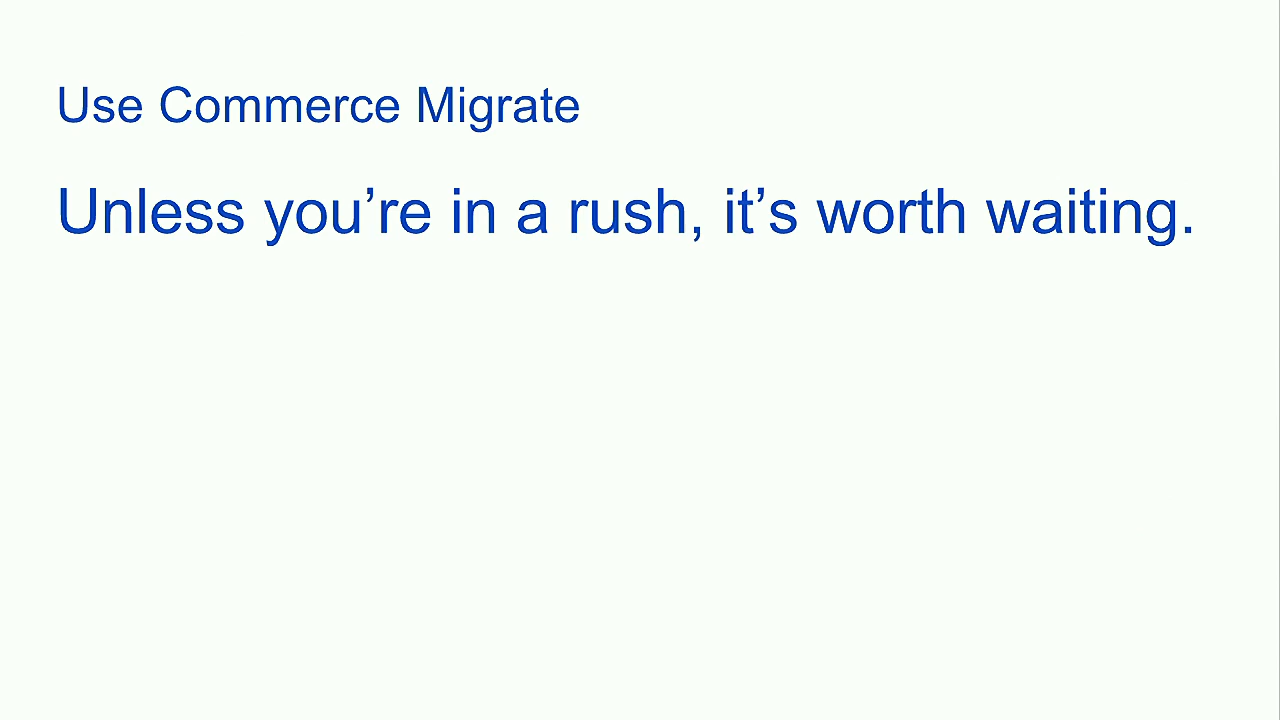 Use Commerce Migrate
Unless you’re in a rush, it’s worth waiting.